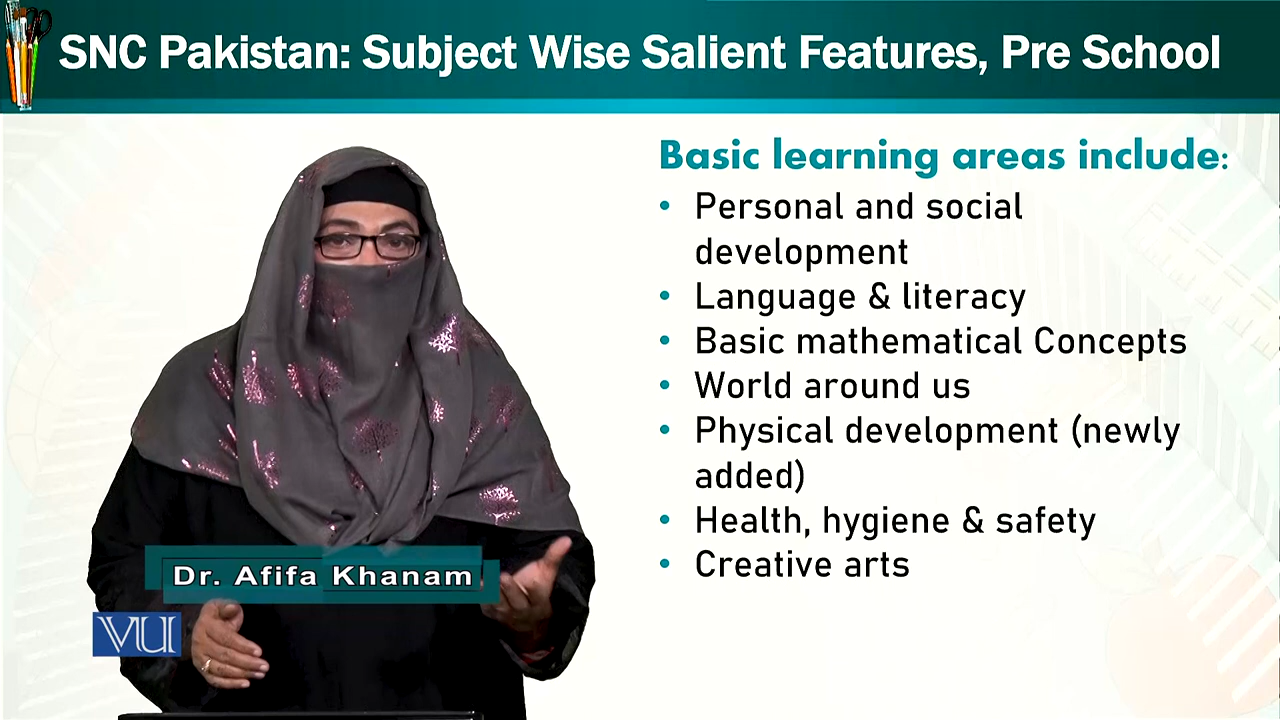 SNC Pakistan: Subject Wise Salient Features, Pre School
Basic learning areas include:
• Personal and social
development
• Language & literacy
• Basic mathematical Concepts
• World around us
• Physical development (newly
added)
• Health, hygiene & safety
• Creative arts
Dr. Afifa Khanam
VU